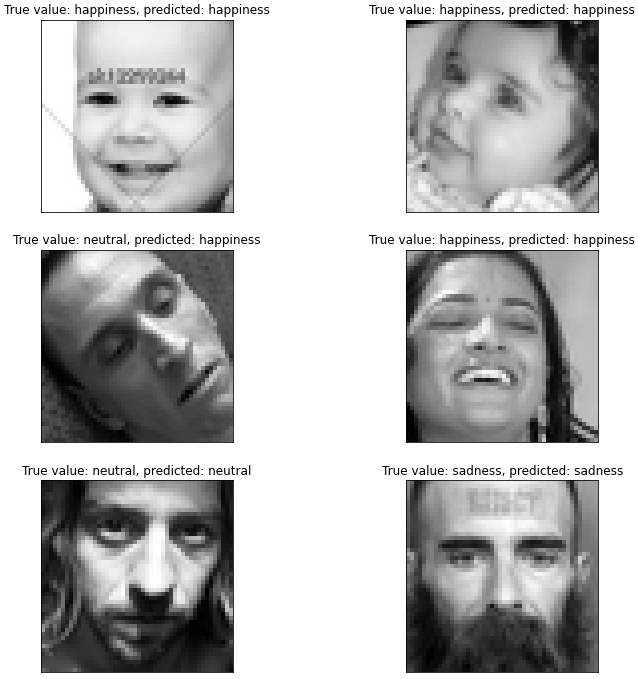 True value: happiness, predicted: happiness
True value: happiness, predicted: happiness
True value: neutral, predicted: happiness
True value: happiness, predicted: happiness
True value: neutral, predicted: neutral
True value: sadness, predicted: sadness